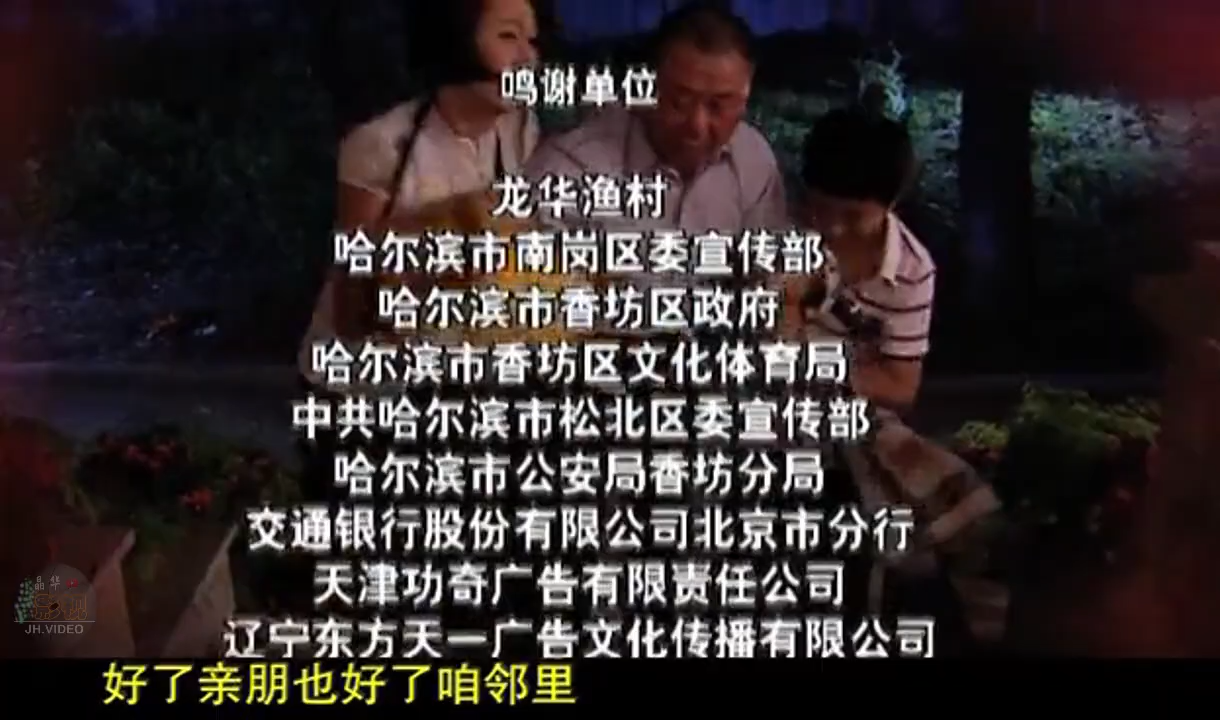 鸣谢单位
龙华渔村
哈尔滨市南岗区委宣传部
哈尔滨市香坊区政府
哈尔滨市香坊区文化体育局
中共哈尔滨市松北区委宣传部
哈尔滨市公安局香坊分局
交通银行股份有限公司北京市分行
天津功奇广告有限责任公司
辽宁东方天一广告文化传播有限公司
晶华
影视
JH.VIDEO
好了亲朋也好了咱邻里